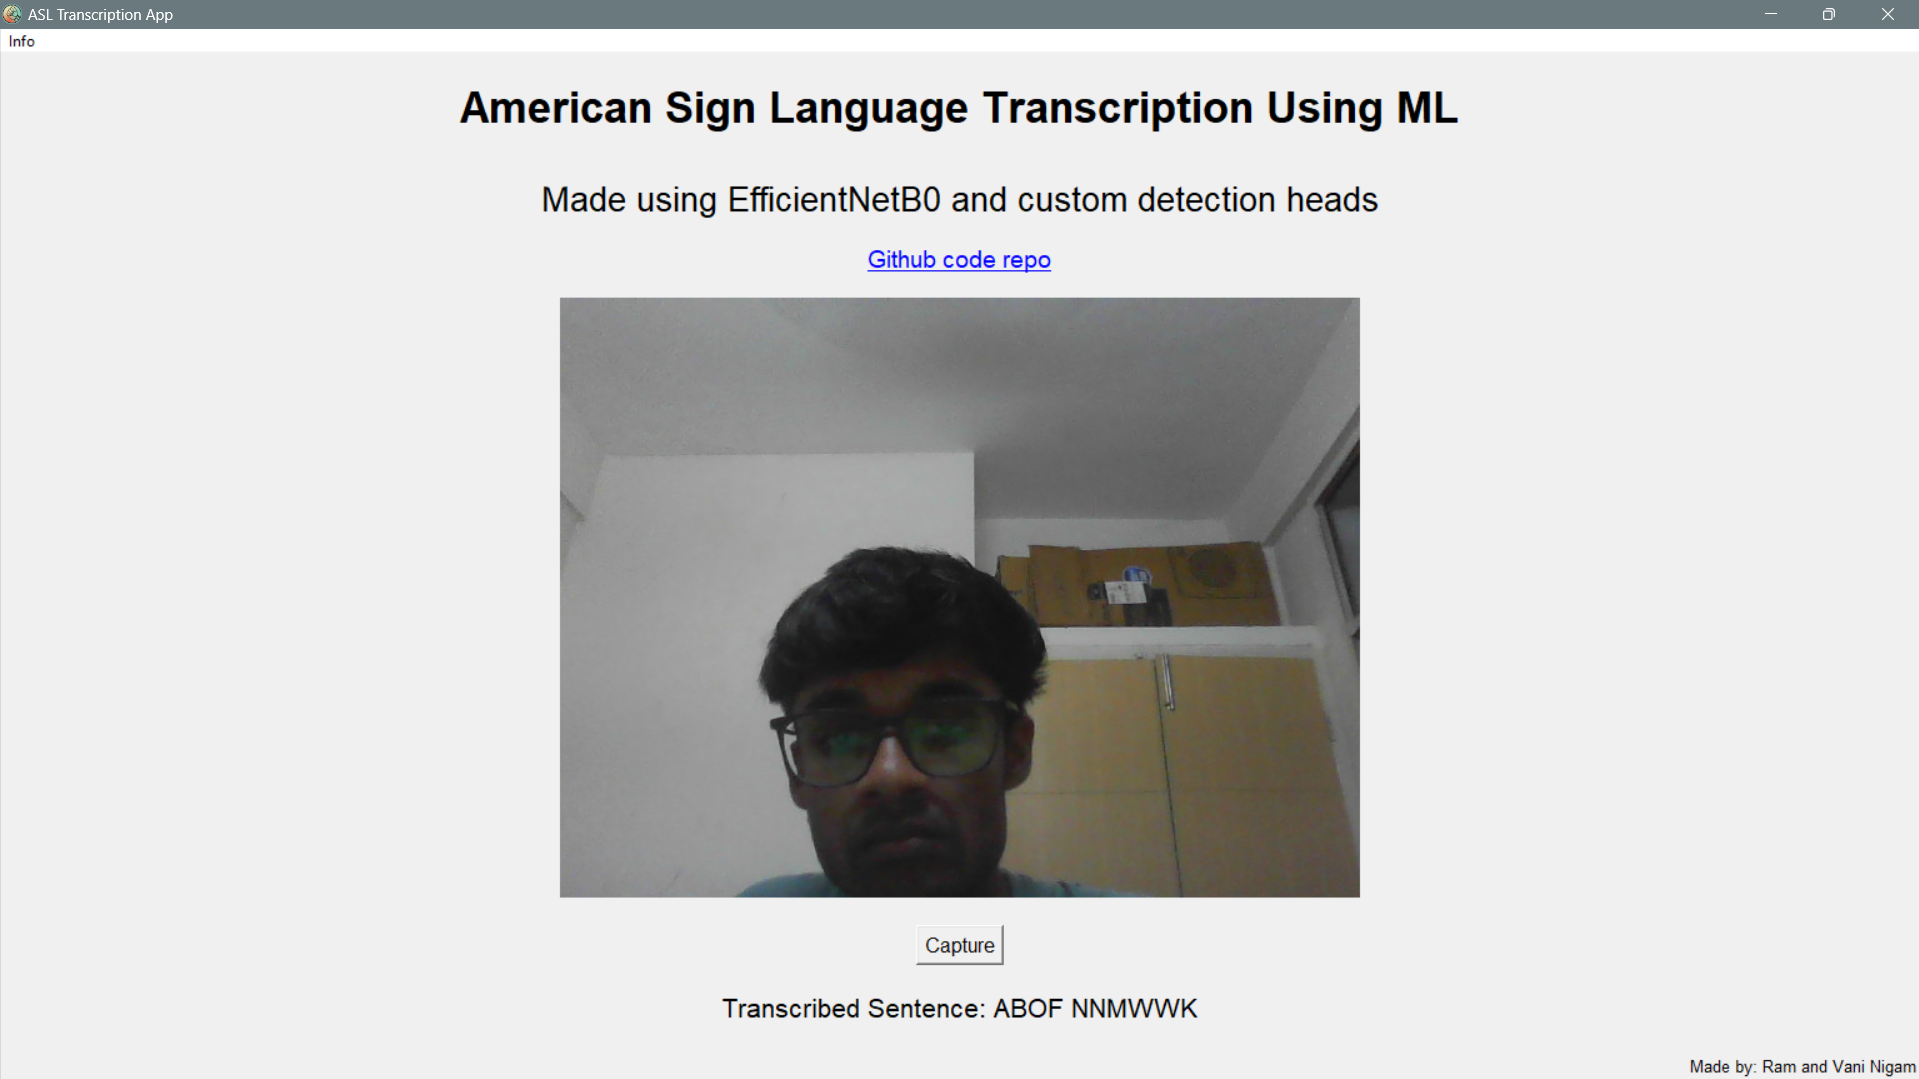 ASL Transcription App
Info
American Sign Language Transcription Using ML
Made using EfficientNetB0 and custom detection heads
Github code repo
Capture
Transcribed Sentence: ABOF NNMWWK
Made by: Ram and Vani Nigam